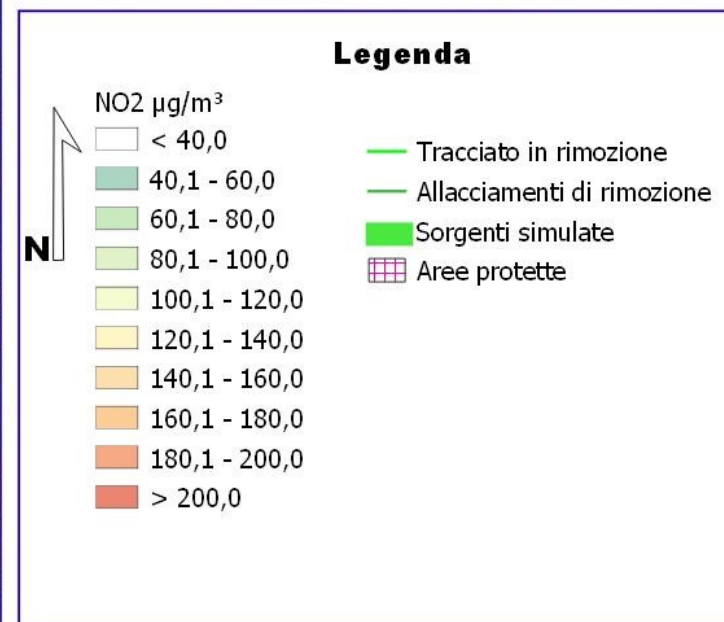 Legenda
N
NO2 µg/m³
< 40,0
40,1 - 60,0
60,1 - 80,0
80,1 - 100,0
100,1 - 120,0
120,1 - 140,0
140,1 - 160,0
160,1 - 180,0
180,1 - 200,0
> 200,0
Tracciato in rimozione
Allacciamenti di rimozione
Sorgenti simulate
Aree protette